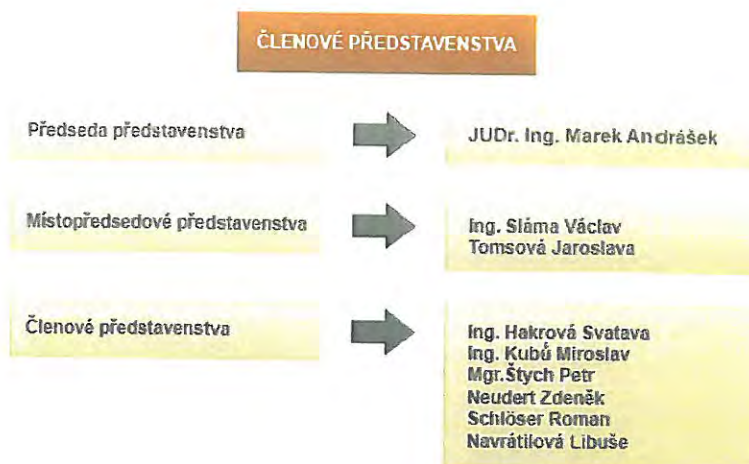 ČLENOVÉ PŘEDSTAVENSTVA
Předseda představenstva
JUDr. Ing. Marek Andrášek
Místopředsedové představenstva
Ing. Sláma Václav
Tomsová Jaroslava
Členové představenstva
Ing. Hakrová Svatava
Ing. Kubů Miroslav
Mgr.Štych Petr
Neudert Zdeněk
Schlöser Roman
Navrátilová Libuše